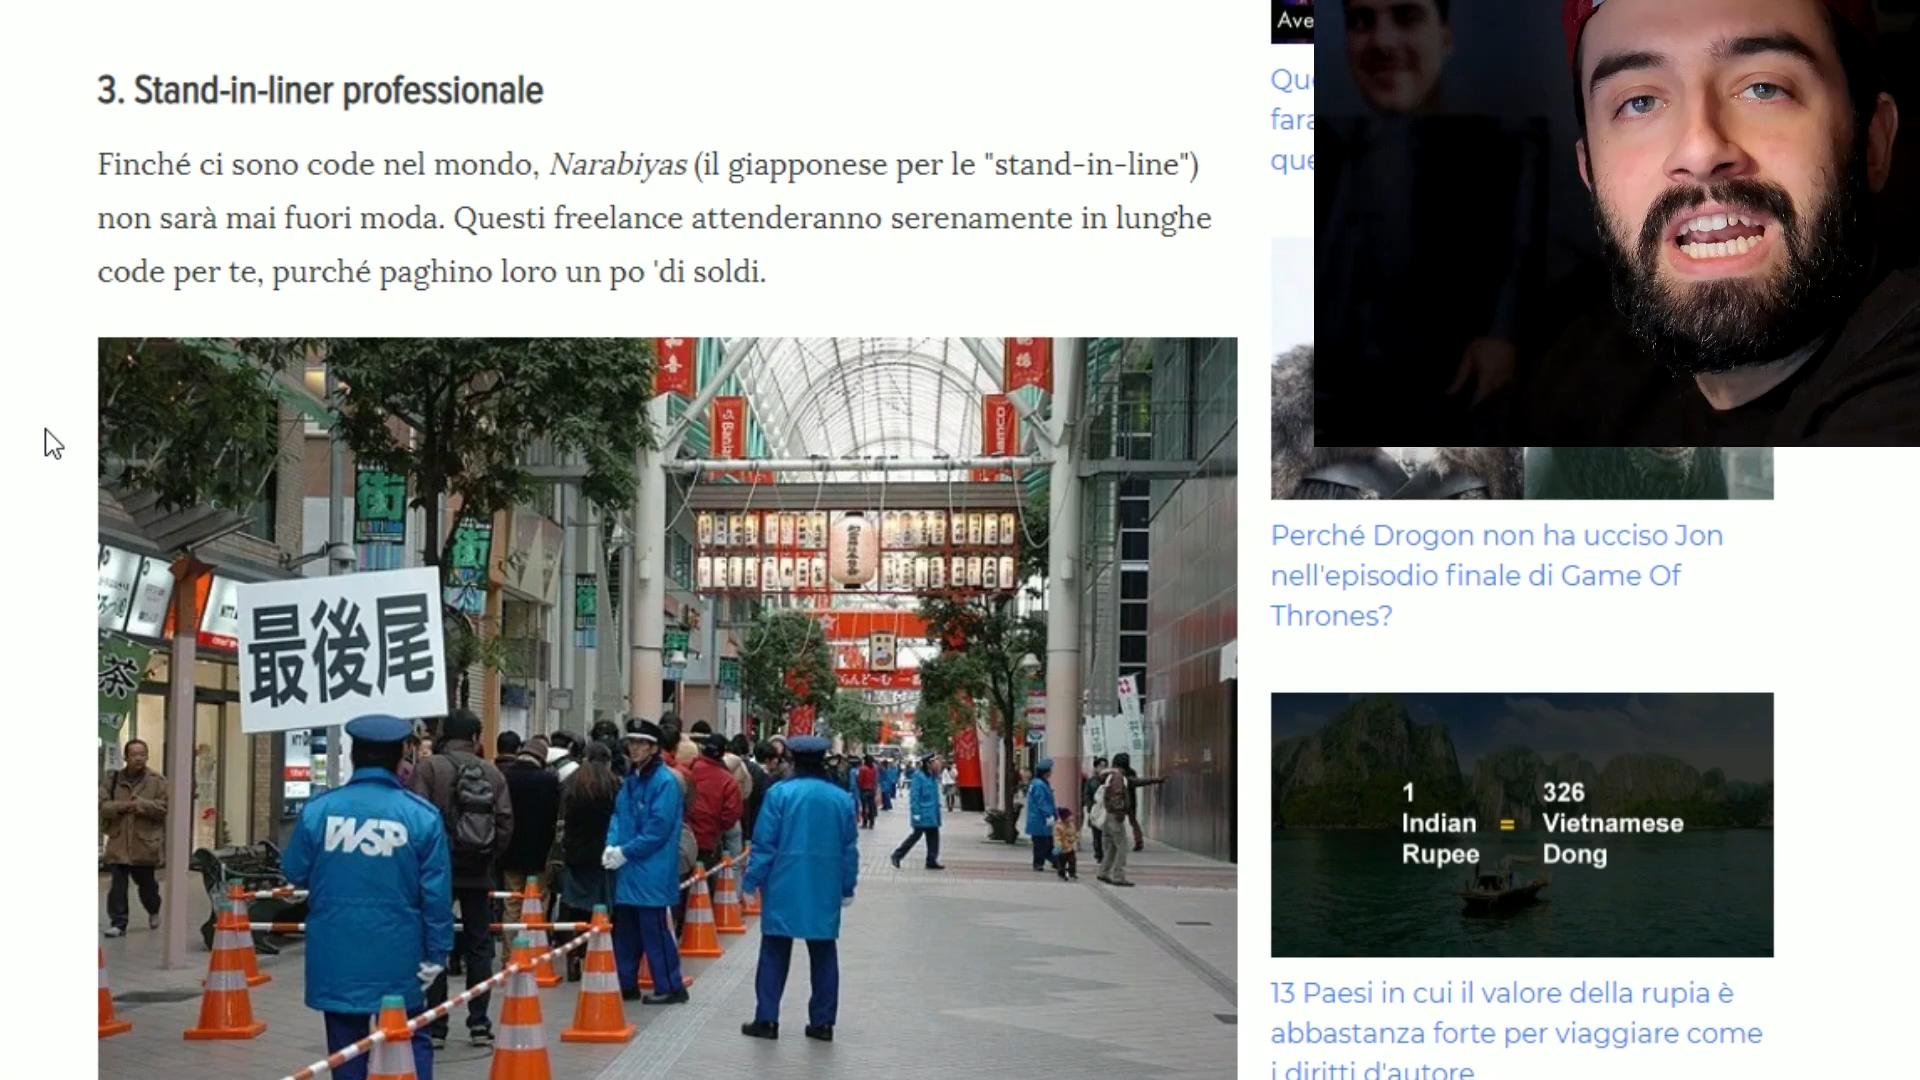 3. Stand-in-liner professionale
Finché ci sono code nel mondo, Narabiyas (il giapponese per le "stand-in-line")
non sarà mai fuori moda. Questi freelance attenderanno serenamente in lunghe
code per te, purché paghino loro un po 'di soldi.
街
街
最後尾
茶
WSP
Ave
Que
fara
que
Perché Drogon non ha ucciso Jon
nell'episodio finale di Game Of
Thrones?
1
Indian
Rupee
=
326
Vietnamese
Dong
13 Paesi in cui il valore della rupia è
abbastanza forte per viaggiare come
i diritti d'autore